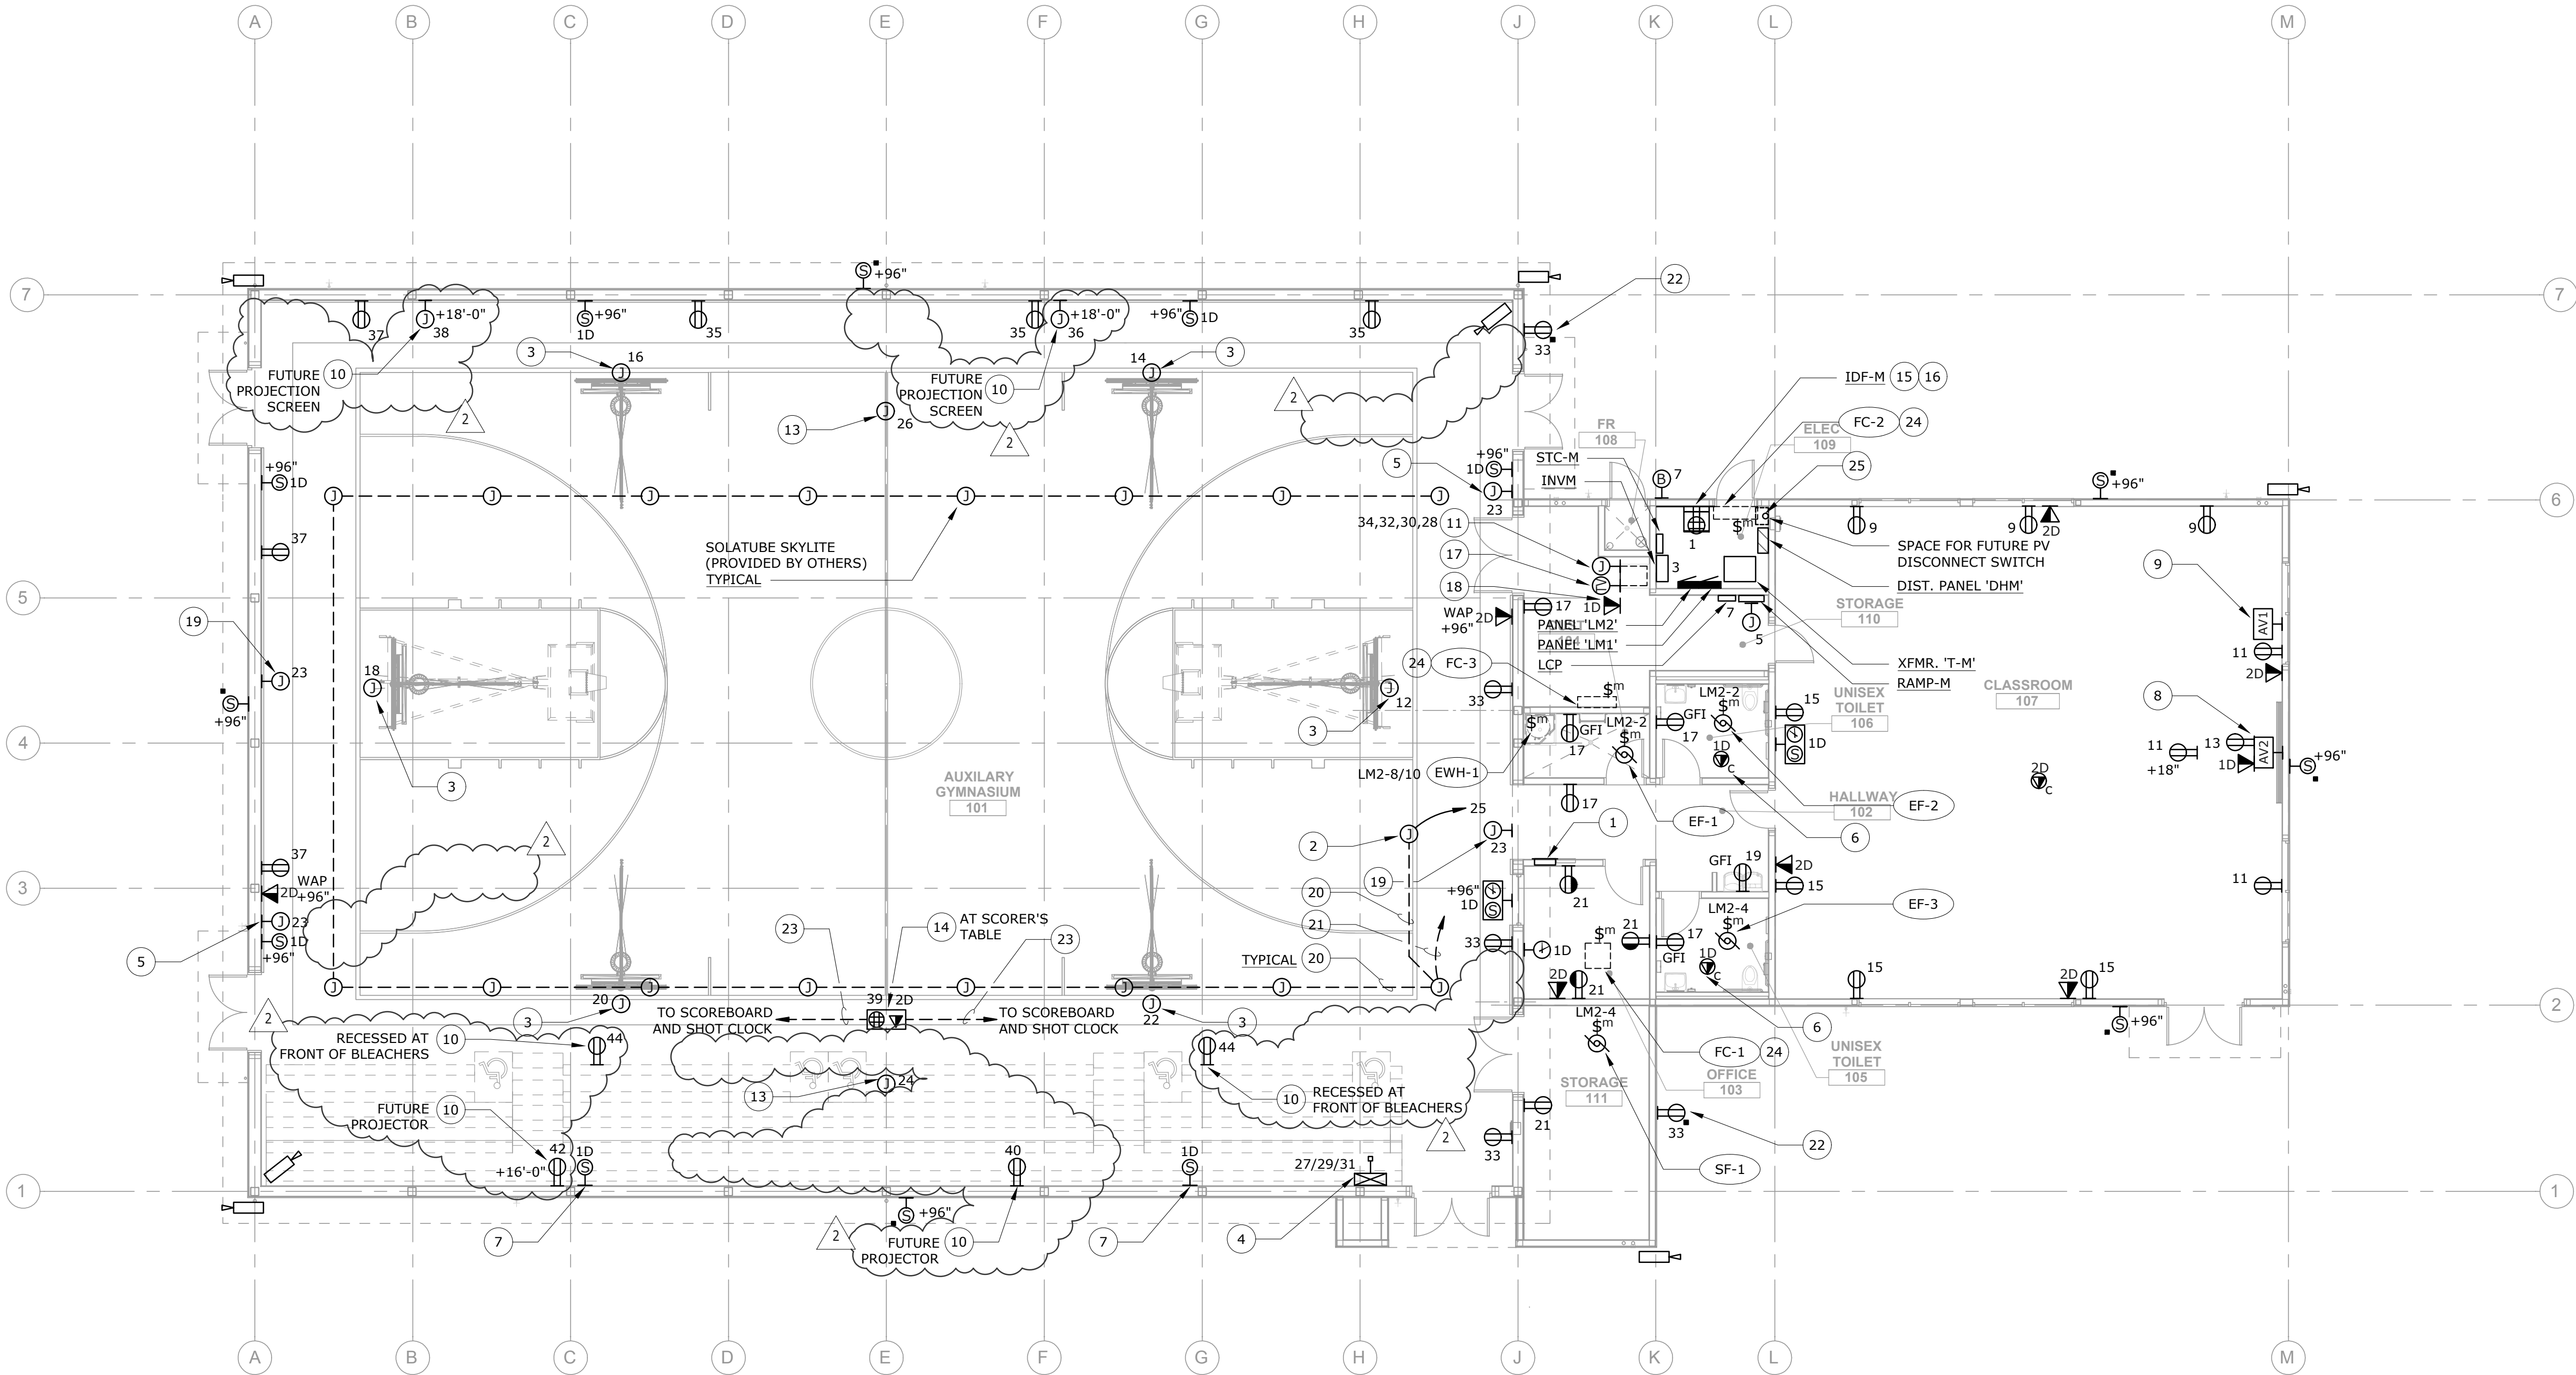 A B C D E F G H J K L M
7
+96"
22
7
37
+18'-0"
38
+96"
1D
35
35
+18'-0"
36
+96"
1D
35
33
3
16
14
3
FUTURE
PROJECTION
SCREEN
10
FUTURE
PROJECTION
SCREEN
10
2
2
2
13
26
IDF-M
15
16
FC-2
24
FR
108
ELEC
109
STC-M
25
INVM
B
7
+96"
+96"
1D
5
+96"
1D
23
6
34,32,30,28
11
17
18
1D
1
$m
3
9
9
2D
9
SPACE FOR FUTURE PV
DISCONNECT SWITCH
DIST. PANEL 'DHM'
37
SOLATUBE SKYLITE
(PROVIDED BY OTHERS)
TYPICAL
5
5
9
AV1
11
2D
WAP
+96"
2D
17
PANEL 'LM2'
104
PANEL 'LM1'
LCP
7
5
STORAGE
110
XFMR. 'T-M'
RAMP-M
19
23
18
+96"
3
12
3
24
FC-3
33
$m
LM2-2
$m
UNISEX
TOILET
106
CLASSROOM
107
8
15
1D
4
4
$m
GFI
17
LM2-2
$m
GFI
17
1D
C
11
+18"
13
1D
AV2
+96"
2D
C
AUXILARY
GYMNASIUM
101
LM2-8/10
EWH-1
17
HALLWAY
102
EF-1
EF-2
6
2
25
23
1
2
37
2D
WAP
+96"
23
1D
+96"
5
3
3
19
20
21
+96"
1D
33
21
GFI
19
2D
15
11
LM2-4
$m
EF-3
23
14
AT SCORER'S
TABLE
23
TYPICAL
20
1D
$m
21
17
GFI
1D
C
2D
21
15
2D
15
2
20
3
39
2D
TO SCOREBOARD
AND SHOT CLOCK
TO SCOREBOARD
AND SHOT CLOCK
22
3
LM2-4
$m
6
+96"
2
2
RECESSED AT
FRONT OF BLEACHERS
10
44
44
24
13
10
RECESSED AT
FRONT OF BLEACHERS
2
FC-1
24
OFFICE
103
UNISEX
TOILET
105
STORAGE
111
FUTURE
PROJECTOR
10
42
+16'-0"
1D
40
1D
27/29/31
33
21
33
22
SF-1
1
1
+96"
2
FUTURE
PROJECTOR
10
7
7
4
A B C D E F G H J K L M